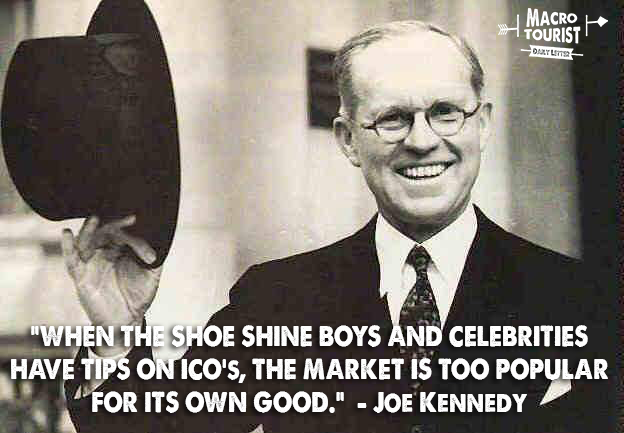 MACRO
TOURIST
DAILY LETTER
"WHEN THE SHOE SHINE BOYS AND CELEBRITIES
HAVE TIPS ON ICO'S, THE MARKET IS TOO POPULAR
FOR ITS OWN GOOD." - JOE KENNEDY